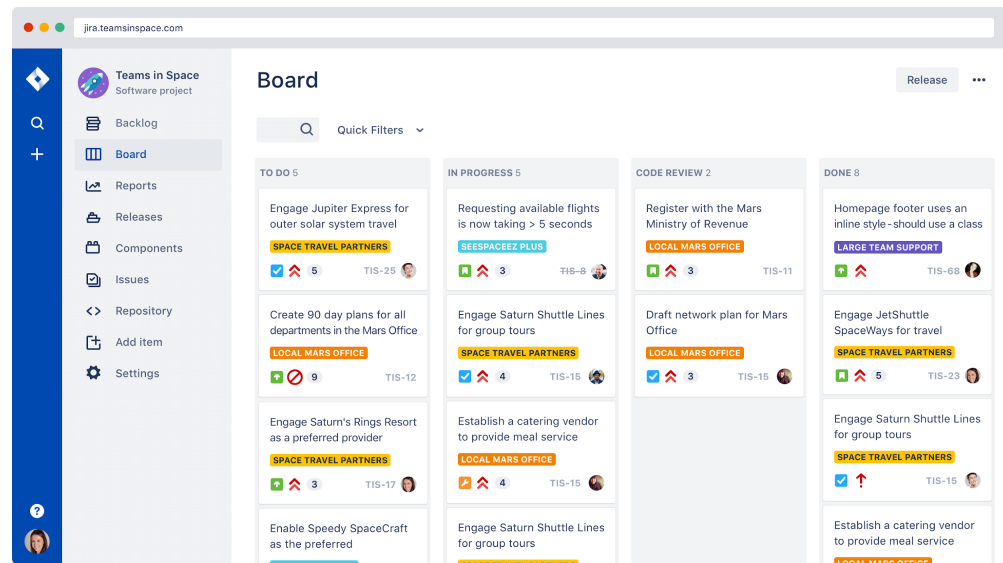 jira.teamsinspace.com
Teams in Space
Software project
Backlog
Board
Reports
Releases
Components
Issues
Repository
Add item
Settings
?
Board
Release
Quick Filters
TO DO 5
Engage Jupiter Express for
outer solar system travel
SPACE TRAVEL PARTNERS
5 TIS-25
Create 90 day plans for all
departments in the Mars Office
LOCAL MARS OFFICE
9 TIS-12
Engage Saturn's Rings Resort
as a preferred provider
SPACE TRAVEL PARTNERS
3 TIS-17
Enable Speedy SpaceCraft
as the preferred
IN PROGRESS 5
Requesting available flights
is now taking > 5 seconds
SEESPACEEZ PLUS
3 TIS-8
Engage Saturn Shuttle Lines
for group tours
SPACE TRAVEL PARTNERS
4 TIS-15
Establish a catering vendor
to provide meal service
LOCAL MARS OFFICE
4 TIS-15
Engage Saturn Shuttle Lines
for group tours
SPACE TRAVEL PARTNERS
CODE REVIEW 2
Register with the Mars
Ministry of Revenue
LOCAL MARS OFFICE
3 TIS-11
Draft network plan for Mars
Office
LOCAL MARS OFFICE
3 TIS-15
DONE 8
Homepage footer uses an
inline style - should use a class
LARGE TEAM SUPPORT
TIS-68
Engage JetShuttle
SpaceWays for travel
SPACE TRAVEL PARTNERS
5 TIS-23
Engage Saturn Shuttle Lines
for group tours
SPACE TRAVEL PARTNERS
TIS-15
Establish a catering vendor
to provide meal service
LOCAL MARS OFFICE